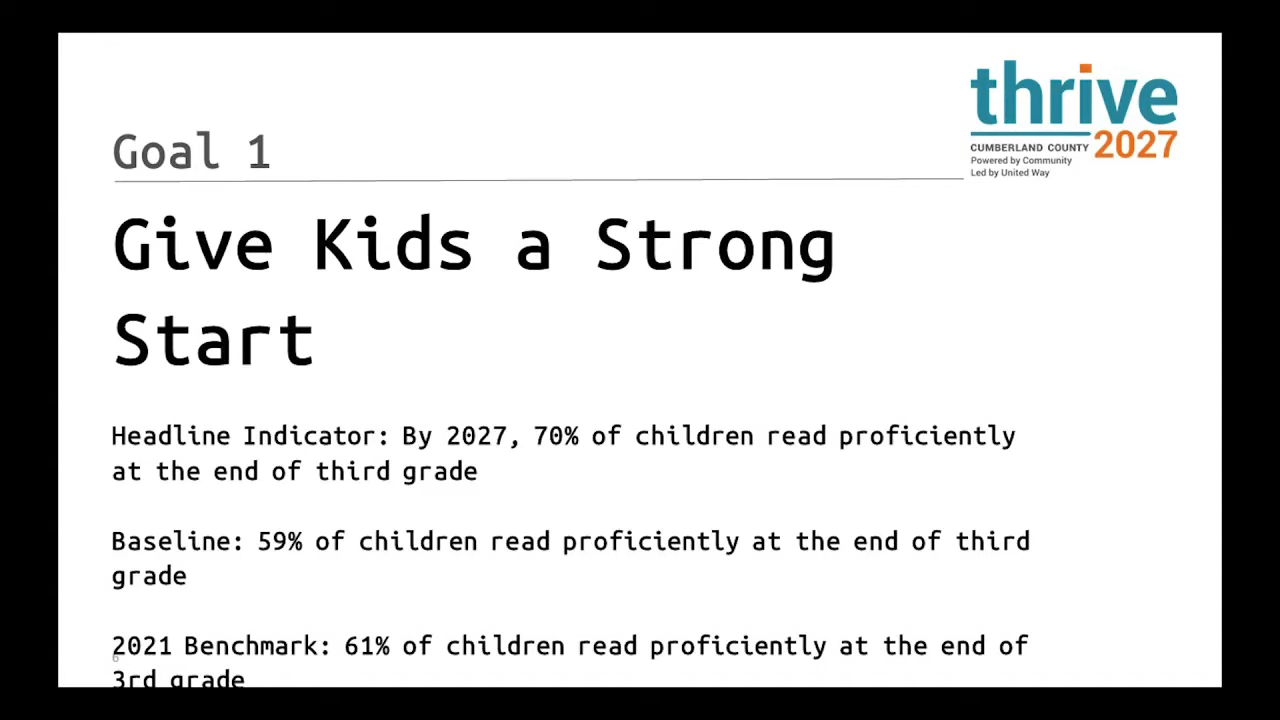 thrive
2027
CUMBERLAND COUNTY
Powered by Community
Led by United Way
Goal 1
Give Kids a Strong
Start
Headline Indicator: By 2027, 70% of children read proficiently
at the end of third grade
Baseline: 59% of children read proficiently at the end of third
grade
2021 Benchmark: 61% of children read proficiently at the end of
3rd grade
6